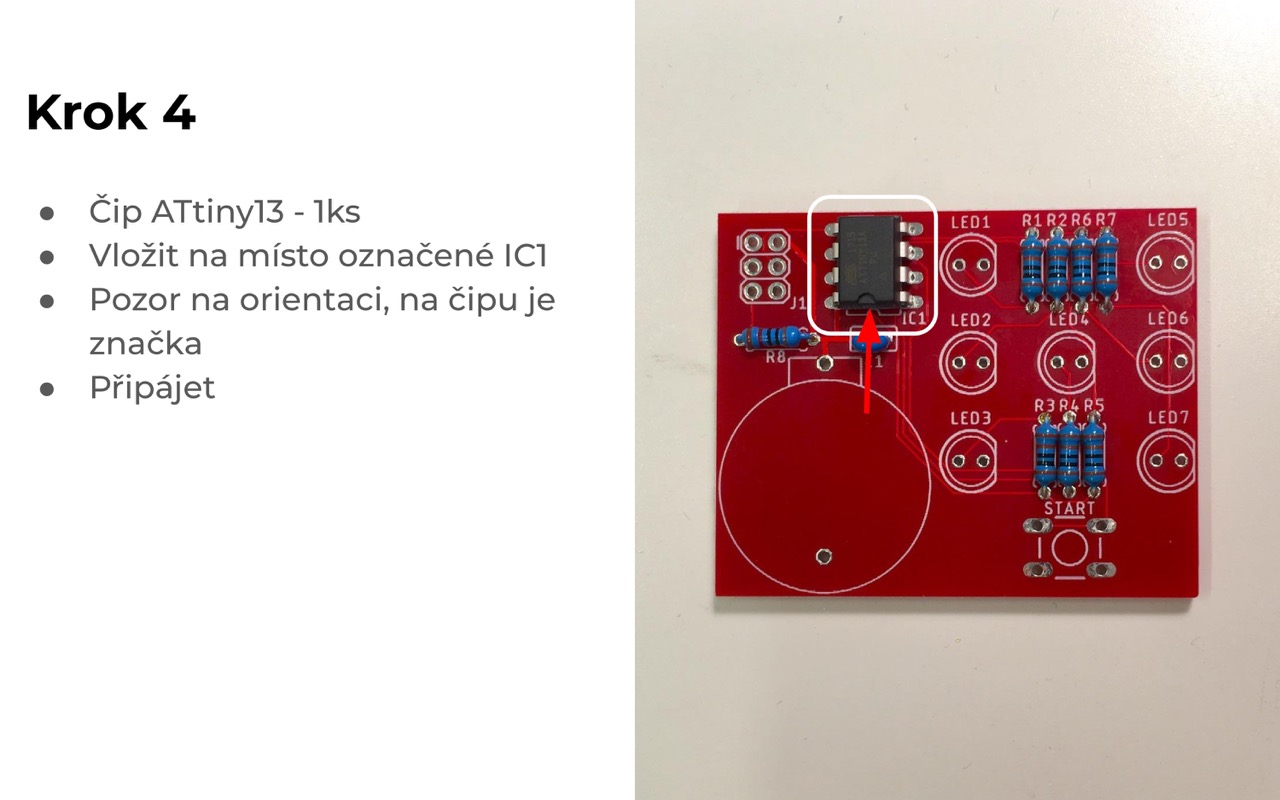 Krok 4
● Čip ATtiny13 - 1ks
● Vložit na místo označené IC1
● Pozor na orientaci, na čipu je
značka
● Připájet
LED1
R1 R2 R6 R7
LED5
J1
IC1
LED2
LED4
LED6
R8
R3 R4 R5
LED3
LED7
START